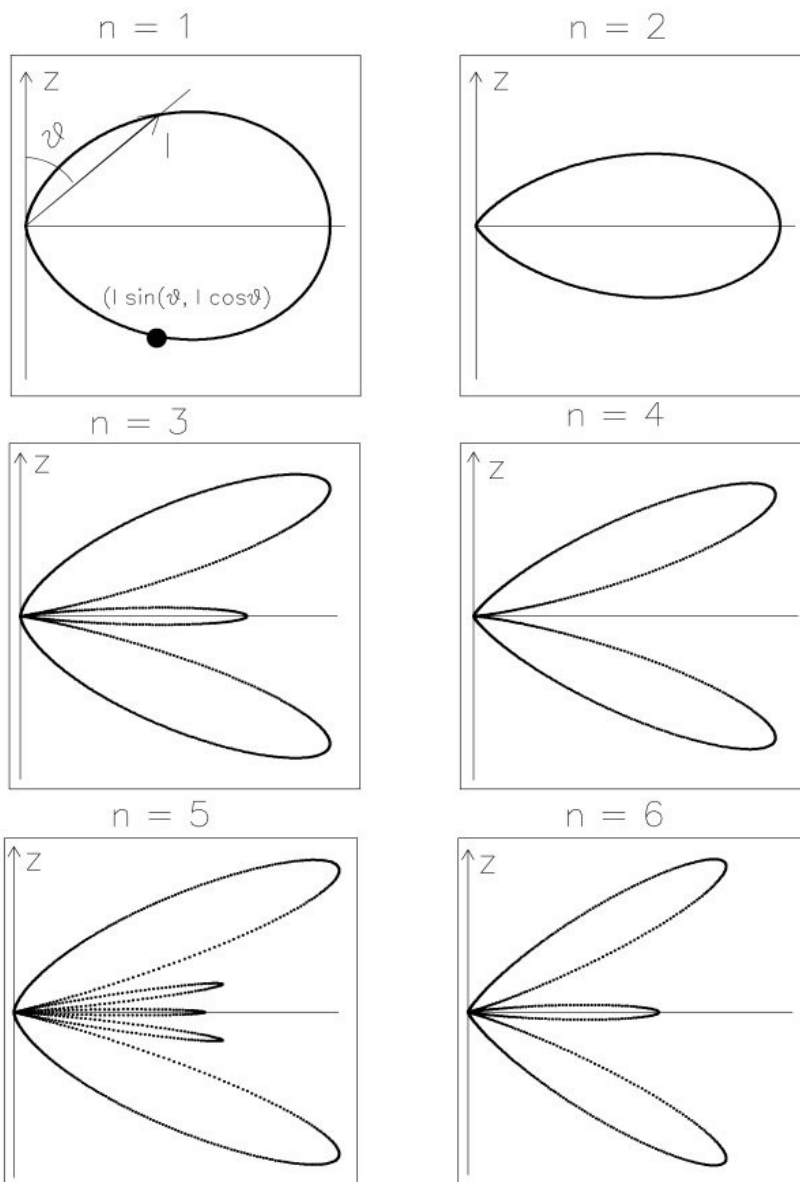 n = 1
n = 2
Z
ϑ
l
(l sin(ϑ, l cosϑ)
Z
n = 3
n = 4
Z
Z
n = 5
n = 6
Z
Z